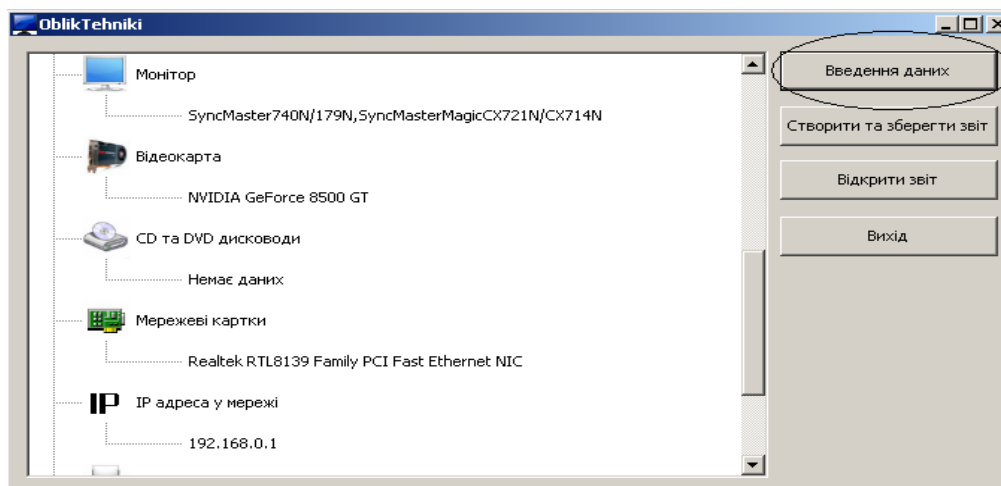 OblikTehniki
Монітор
SyncMaster740N/179N,SyncMasterMagicCX721N/CX714N
Відеокарта
NVIDIA GeForce 8500 GT
CD та DVD дисководи
Немає даних
Мережеві картки
Realtek RTL8139 Family PCI Fast Ethernet NIC
IP
IP адреса у мережі
192.168.0.1
Введення даних
Створити та зберегти звіт
Відкрити звіт
Вихід